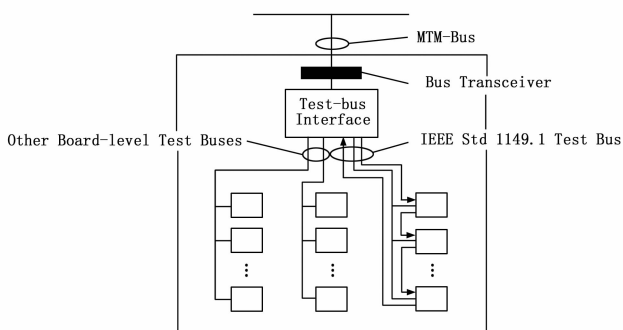 MTM-Bus
Bus Transceiver
Test-bus
Interface
Other Board-level Test Buses
IEEE Std 1149.1 Test Bus